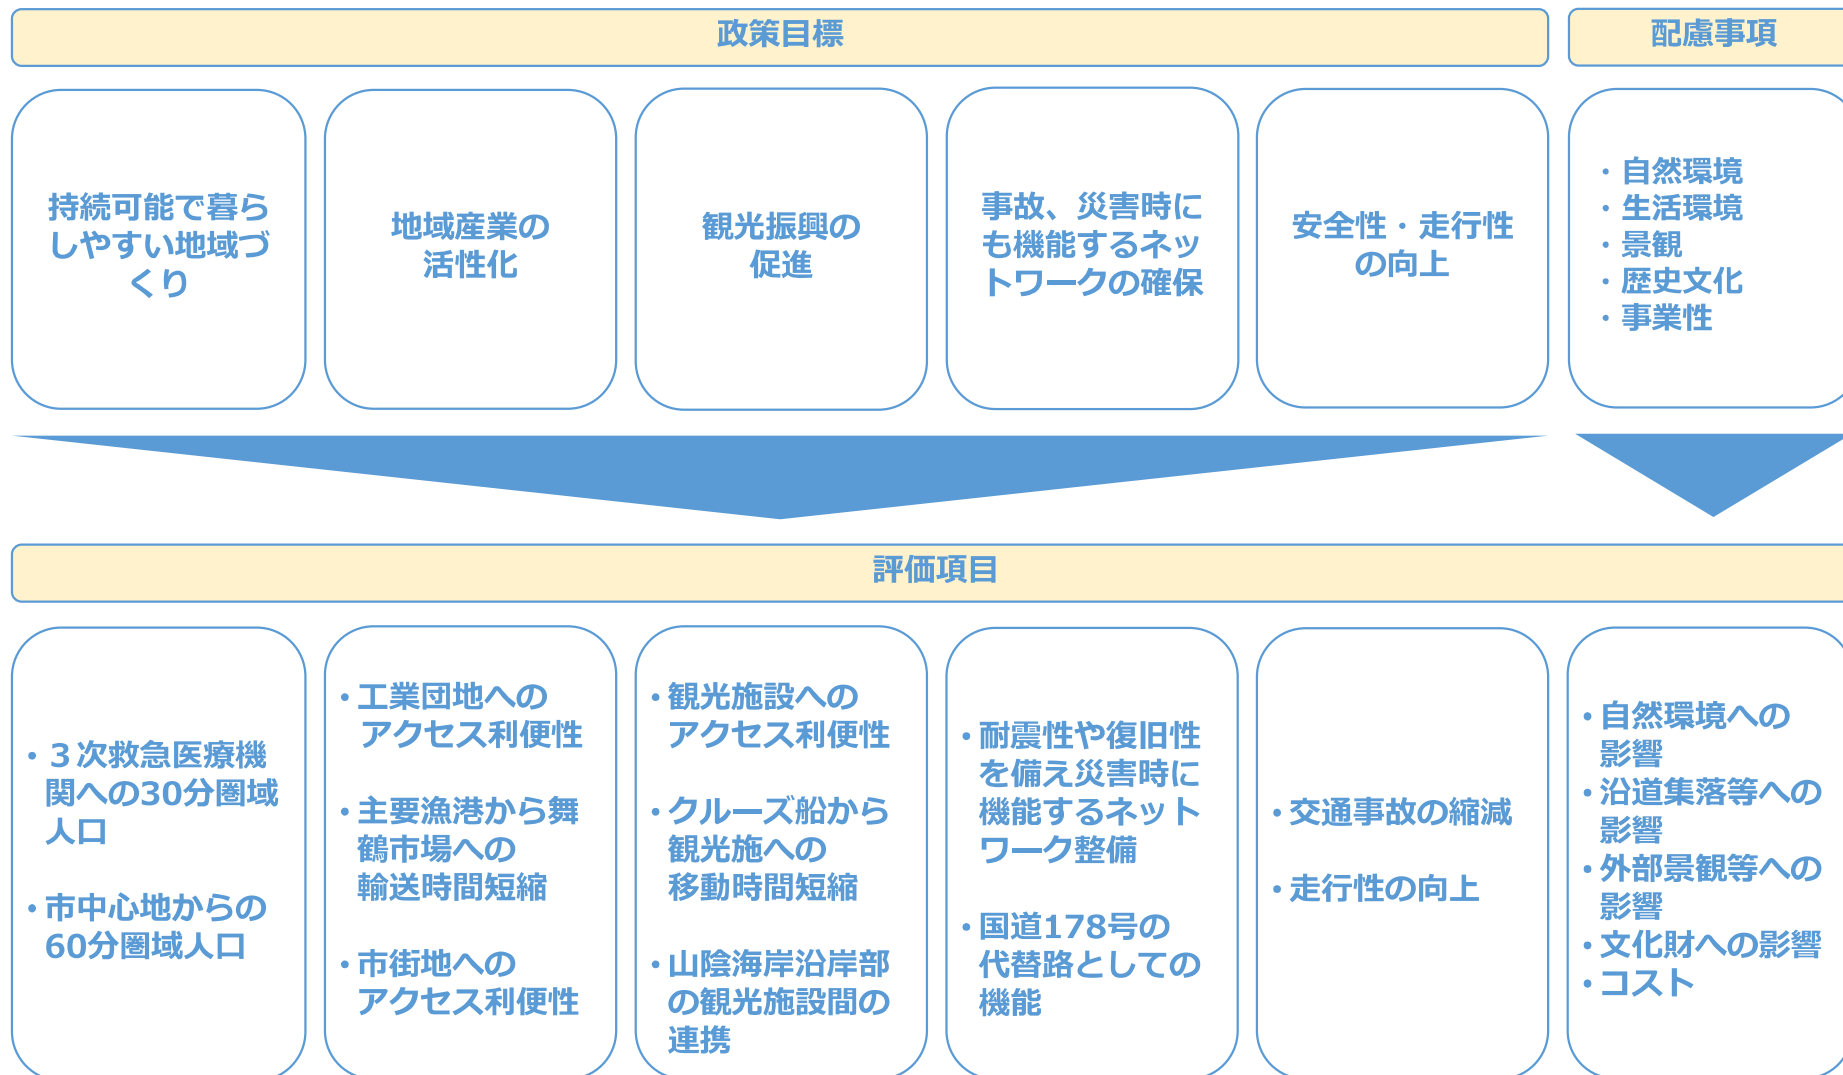 政策目標
配慮事項
持続可能で暮ら
しやすい地域づ
くり
地域産業の
活性化
観光振興の
促進
事故、災害時に
も機能するネッ
トワークの確保
安全性・走行性
の向上
・自然環境
・生活環境
・景観
・歴史文化
・事業性
評価項目
・３次救急医療機
関への30分圏域
人口
・市中心地からの
60分圏域人口
・工業団地への
アクセス利便性
・主要漁港から舞
鶴市場への
輸送時間短縮
・市街地への
アクセス利便性
・観光施設への
アクセス利便性
・クルーズ船から
観光施への
移動時間短縮
・山陰海岸沿岸部
の観光施設間の
連携
・耐震性や復旧性
を備え災害時に
機能するネット
ワーク整備
・国道178号の
代替路としての
機能
・交通事故の縮減
・走行性の向上
・自然環境への
影響
・沿道集落等への
影響
・外部景観等への
影響
・文化財への影響
・コスト